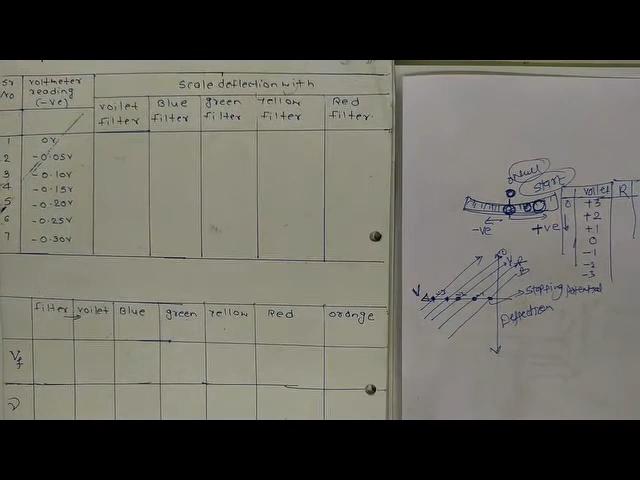 Sr No voltmeter reading (-ve) Scale deflection with
voilet filter Blue filter green filter Yellow filter Red filter
1 0V
2 -0.05V
3 -0.10V
4 -0.15V
5 -0.20V
6 -0.25V
7 -0.30V
filter voilet Blue green yellow Red orange
Vf
ν
start
-ve
+ve
0 voilet R
+3
+2
+1
0
-1
-2
-3
V
Stopping potential
Deflection